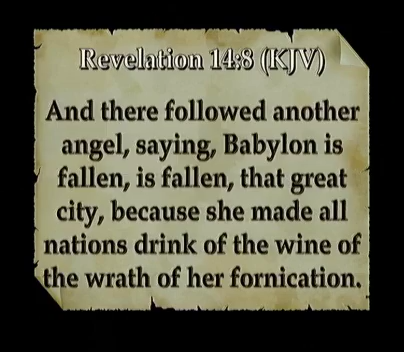 Revelation 14:8 (KJV)
And there followed another
angel, saying, Babylon is
fallen, is fallen, that great
city, because she made all
nations drink of the wine of
the wrath of her fornication.